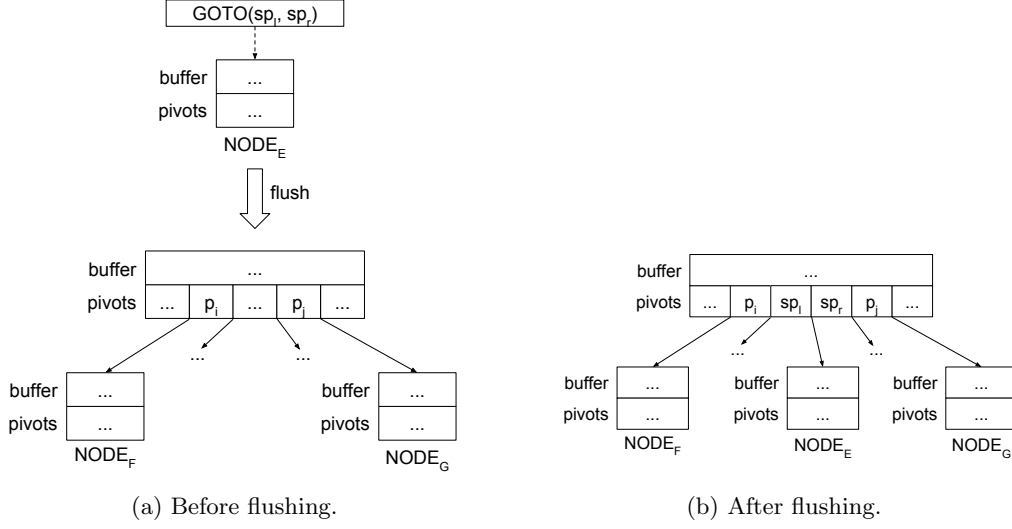 GOTO(sp_l, sp_r)
buffer ...
pivots ...
NODE_E
flush
buffer ...
pivots ... p_i ... p_j ...
... ...
buffer ... buffer ...
pivots ... pivots ...
NODE_F NODE_G
(a) Before flushing.
buffer ...
pivots ... p_i sp_l sp_r p_j ...
... ...
buffer ... buffer ... buffer ...
pivots ... pivots ... pivots ...
NODE_F NODE_E NODE_G
(b) After flushing.